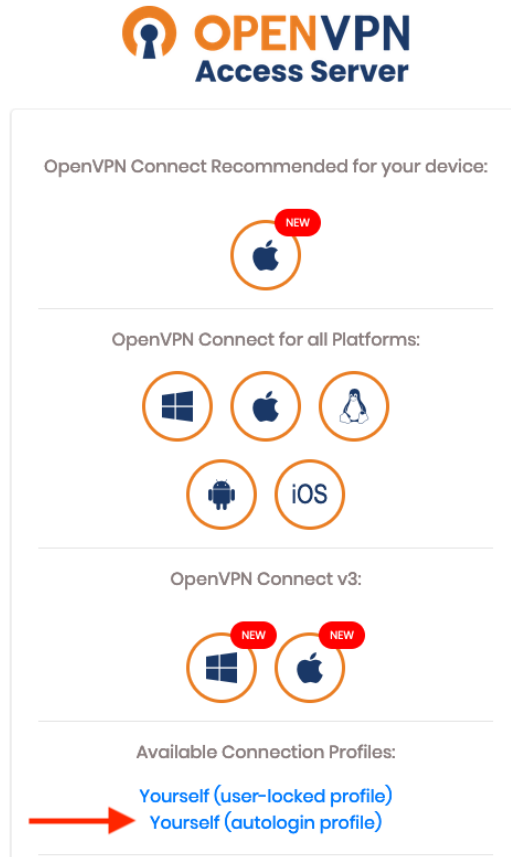 OPENVPN
Access Server
OpenVPN Connect Recommended for your device:
NEW
OpenVPN Connect for all Platforms:
iOS
OpenVPN Connect v3:
NEW NEW
Available Connection Profiles:
Yourself (user-locked profile)
Yourself (autologin profile)